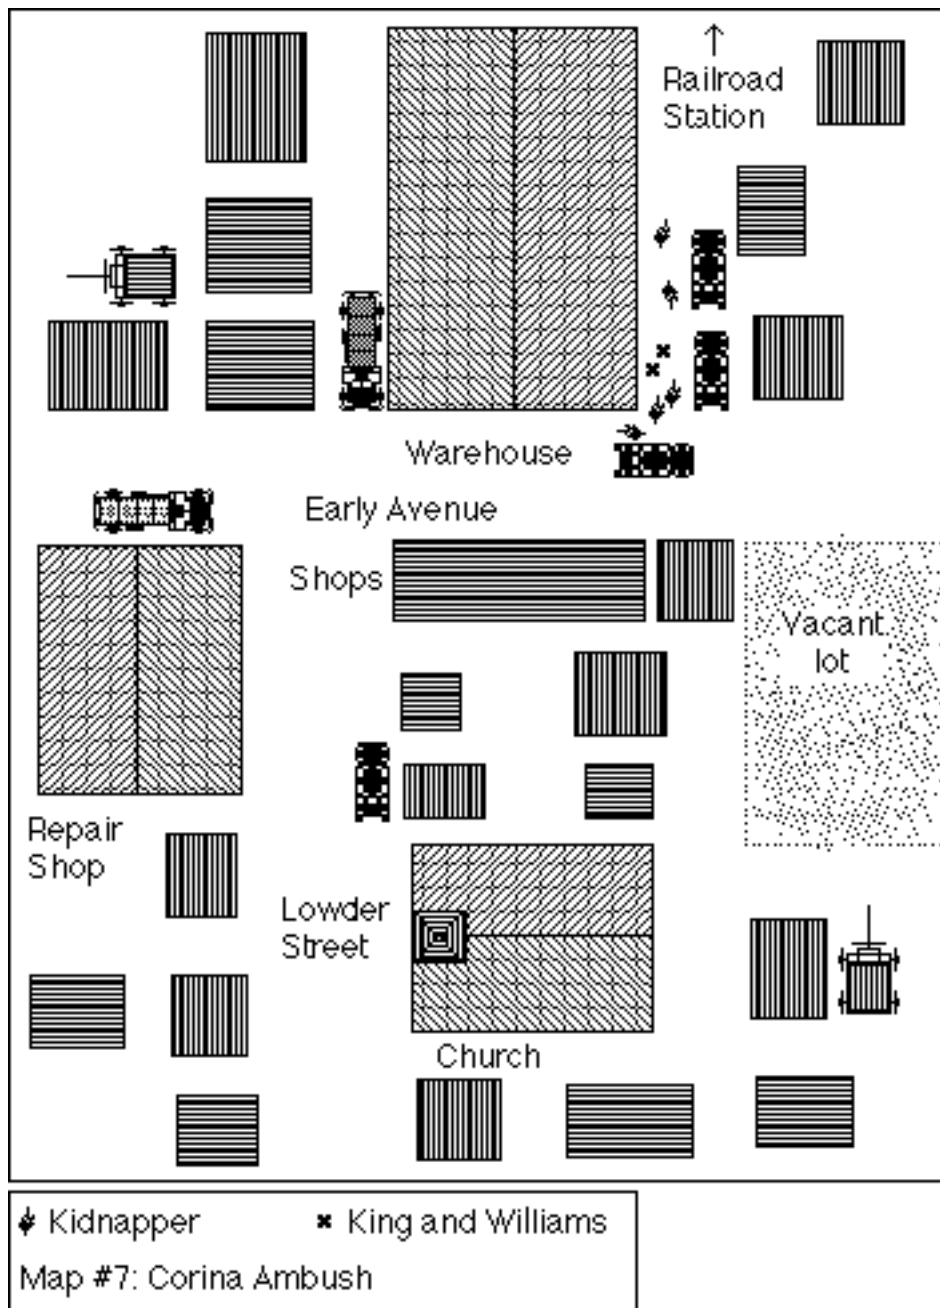 Railroad
Station
Warehouse
Early Avenue
Shops
Vacant
lot
Repair
Shop
Lowder
Street
Church
Kidnapper
King and Williams
Map #7: Corina Ambush